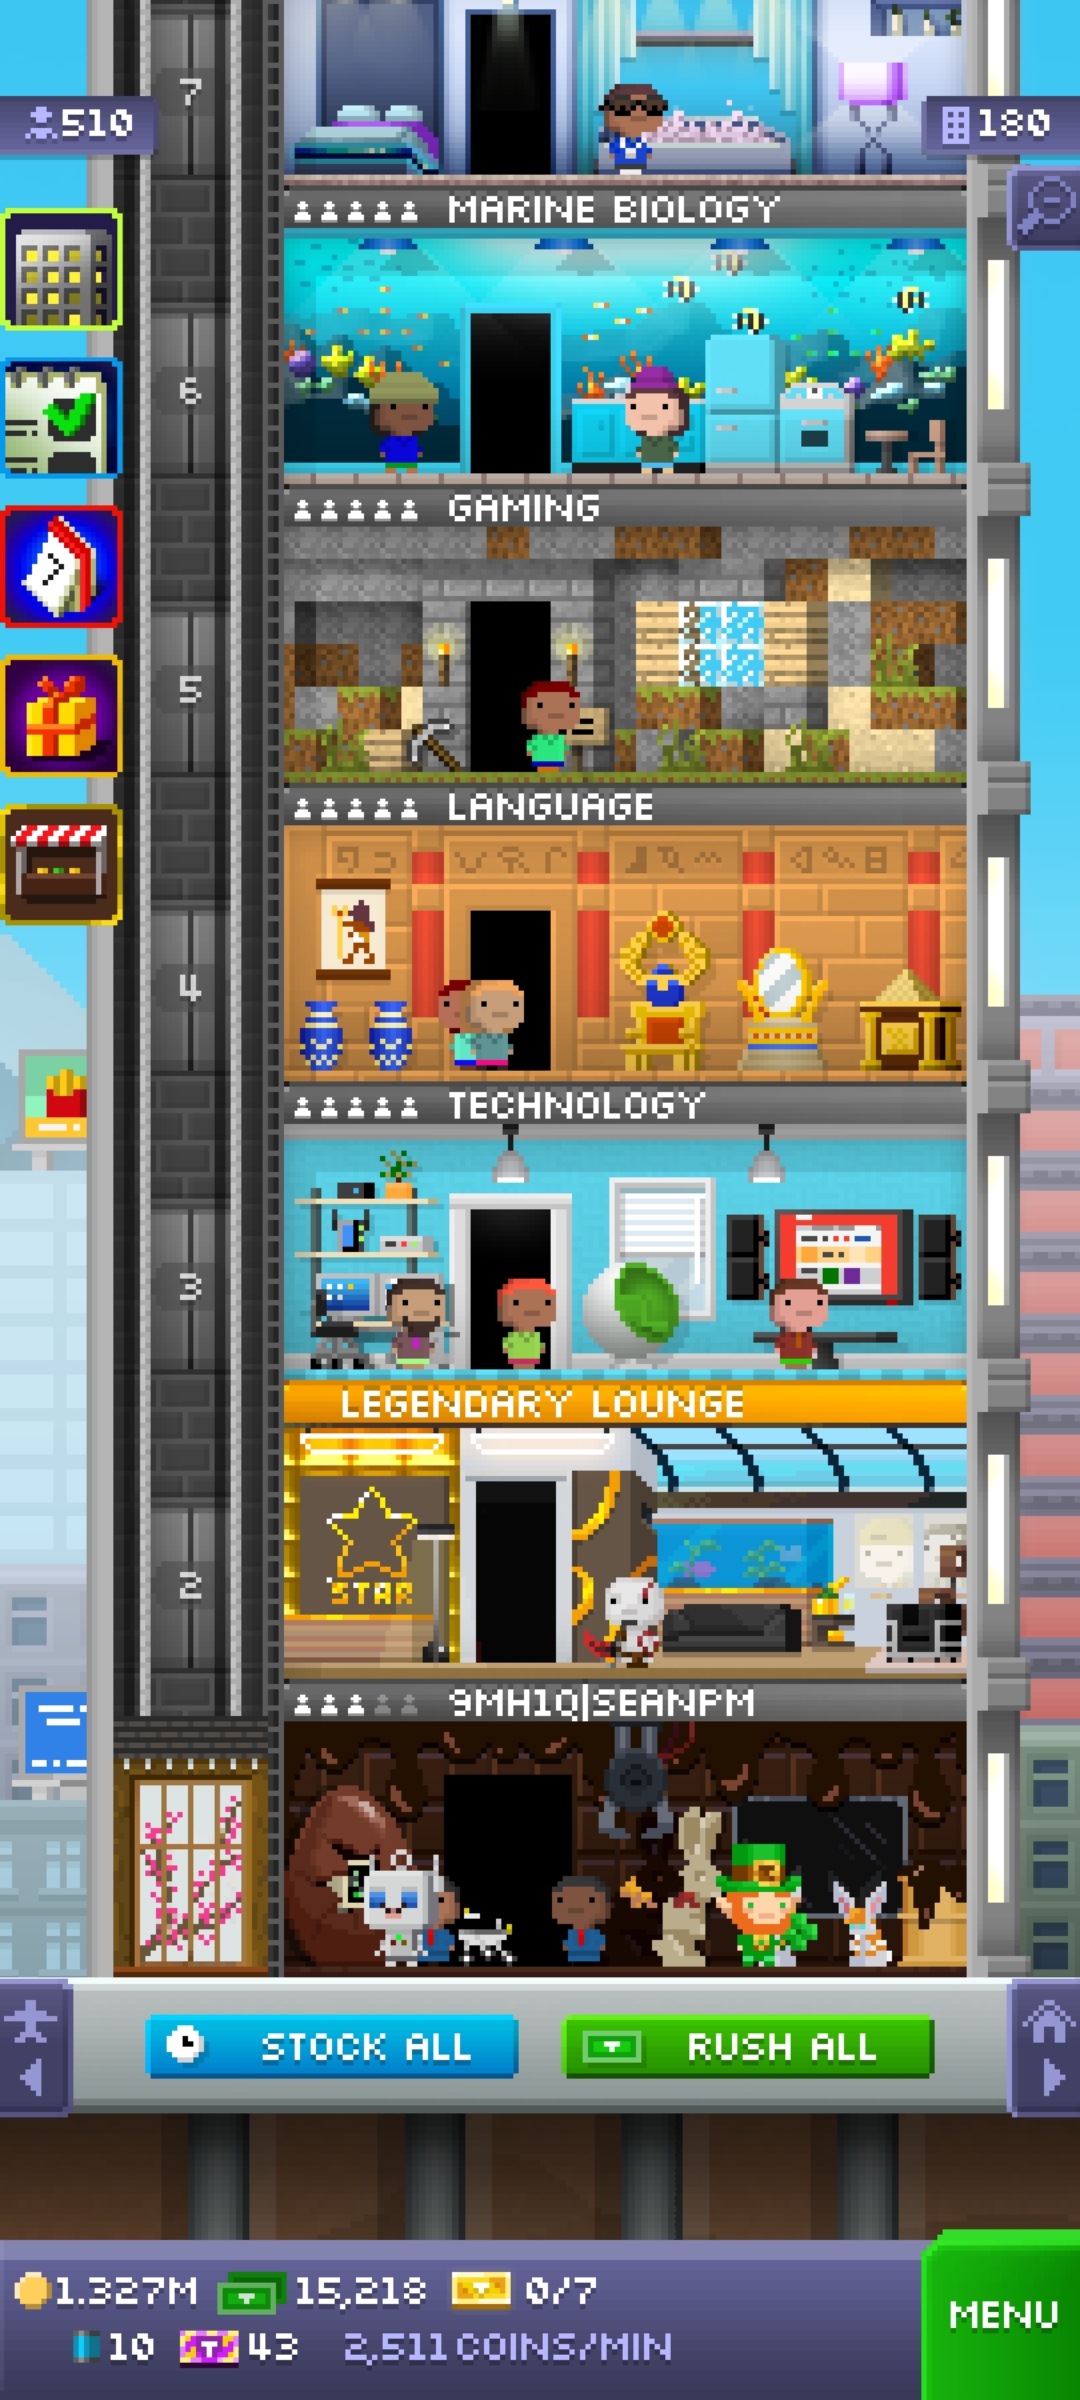 7
510
180
MARINE BIOLOGY
6
GAMING
5
LANGUAGE
4
TECHNOLOGY
3
LEGENDARY LOUNGE
STAR
2
9MH1Q|SEANPM
STOCK ALL
RUSH ALL
1.327M
15,218
0/7
MENU
10
43
2,511 COINS/MIN